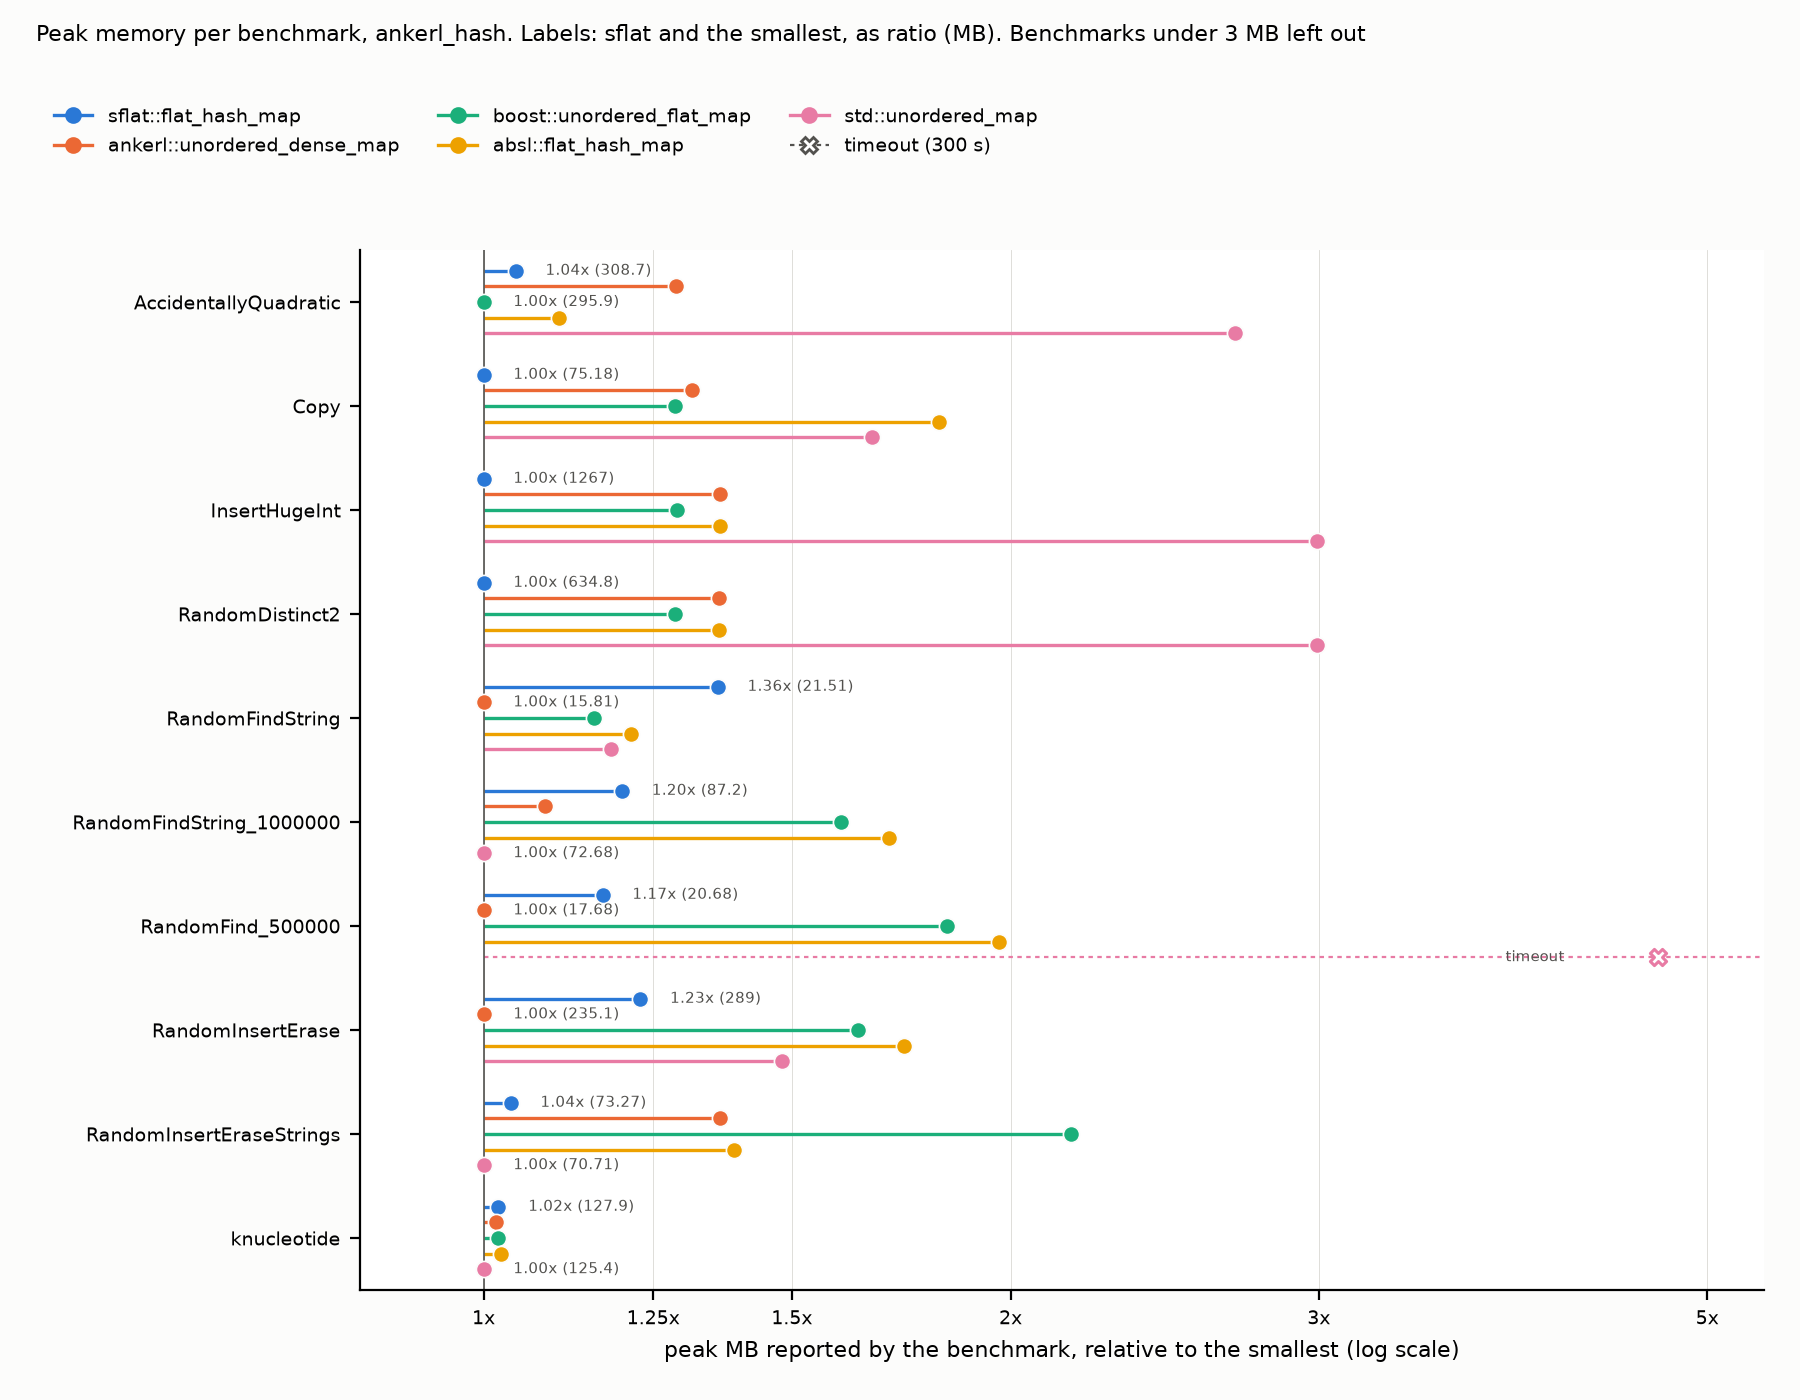 Peak memory per benchmark, ankerl_hash. Labels: sflat and the smallest, as ratio (MB). Benchmarks under 3 MB left out
sflat::flat_hash_map
ankerl::unordered_dense_map
boost::unordered_flat_map
absl::flat_hash_map
std::unordered_map
timeout (300 s)
AccidentallyQuadratic
1.04x (308.7)
1.00x (295.9)
Copy
1.00x (75.18)
InsertHugeInt
1.00x (1267)
RandomDistinct2
1.00x (634.8)
RandomFindString
1.36x (21.51)
1.00x (15.81)
RandomFindString_1000000
1.20x (87.2)
1.00x (72.68)
RandomFind_500000
1.17x (20.68)
1.00x (17.68)
timeout
RandomInsertErase
1.23x (289)
1.00x (235.1)
RandomInsertEraseStrings
1.04x (73.27)
1.00x (70.71)
knucleotide
1.02x (127.9)
1.00x (125.4)
1x 1.25x 1.5x 2x 3x 5x
peak MB reported by the benchmark, relative to the smallest (log scale)